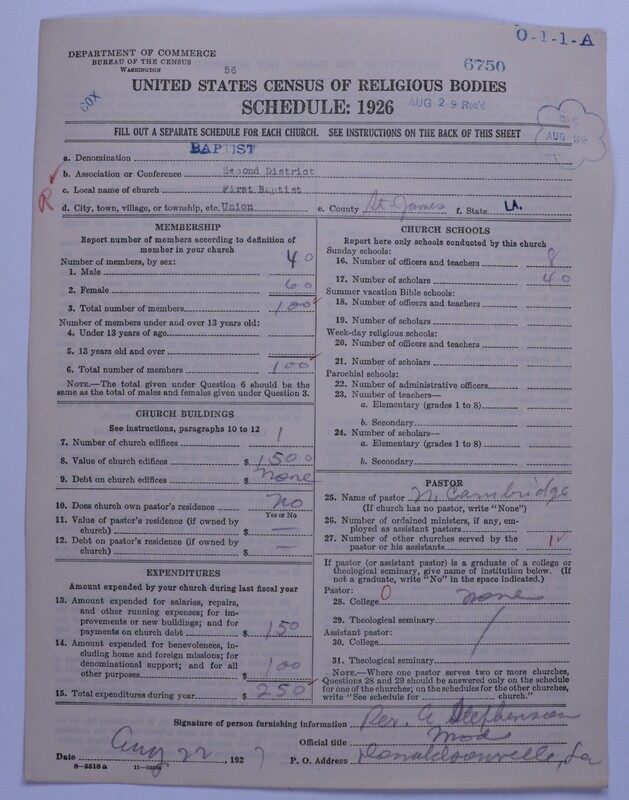 O-1-1-A
DEPARTMENT OF COMMERCE
BUREAU OF THE CENSUS
WASHINGTON
56
6750
COX
UNITED STATES CENSUS OF RELIGIOUS BODIES
SCHEDULE: 1926
AUG 29 Rec'd
FILL OUT A SEPARATE SCHEDULE FOR EACH CHURCH. SEE INSTRUCTIONS ON THE BACK OF THIS SHEET
AUG 29
a. Denomination BAPTIST
b. Association or Conference Second District
R
c. Local name of church First Baptist
d. City, town, village, or township, etc. Union e. County St James f. State LA.
MEMBERSHIP
Report number of members according to definition of
member in your church
Number of members, by sex:
1. Male 40
2. Female 60
3. Total number of members 100
Number of members under and over 13 years old:
4. Under 13 years of age
5. 13 years old and over
6. Total number of members 100
NOTE.—The total given under Question 6 should be the
same as the total of males and females given under Question 3.
CHURCH BUILDINGS
See instructions, paragraphs 10 to 12
7. Number of church edifices 1
8. Value of church edifices $ 1500
9. Debt on church edifices $ none
10. Does church own pastor's residence no
Yes or No
11. Value of pastor's residence (if owned by
church) $ —
12. Debt on pastor's residence (if owned by
church) $ —
EXPENDITURES
Amount expended by your church during last fiscal year
13. Amount expended for salaries, repairs,
and other running expenses; for im-
provements or new buildings; and for
payments on church debt $ 150
14. Amount expended for benevolences, in-
cluding home and foreign missions; for
denominational support; and for all
other purposes $ 100
15. Total expenditures during year $ 250
CHURCH SCHOOLS
Report here only schools conducted by this church
Sunday schools:
16. Number of officers and teachers 8
17. Number of scholars 40
Summer vacation Bible schools:
18. Number of officers and teachers
19. Number of scholars
Week-day religious schools:
20. Number of officers and teachers
21. Number of scholars
Parochial schools:
22. Number of administrative officers
23. Number of teachers—
a. Elementary (grades 1 to 8)
b. Secondary
24. Number of scholars—
a. Elementary (grades 1 to 8)
b. Secondary
PASTOR
25. Name of pastor N. Cambridge
(If church has no pastor, write "None")
26. Number of ordained ministers, if any, em-
ployed as assistant pastors
27. Number of other churches served by the
pastor or his assistants 1
If pastor (or assistant pastor) is a graduate of a college or
theological seminary, give name of institution below. (If
not a graduate, write "No" in the space indicated.)
Pastor:
28. College 0 none
29. Theological seminary
Assistant pastor:
30. College
31. Theological seminary
NOTE.—Where one pastor serves two or more churches,
Questions 28 and 29 should be answered only on the schedule
for one of the churches; on the schedules for the other churches,
write "See schedule for church."
Signature of person furnishing information Rev. A Stephenson
Official title Mod
Date Aug 22, 1927 P. O. Address Donaldsonville, La
8-5518 a